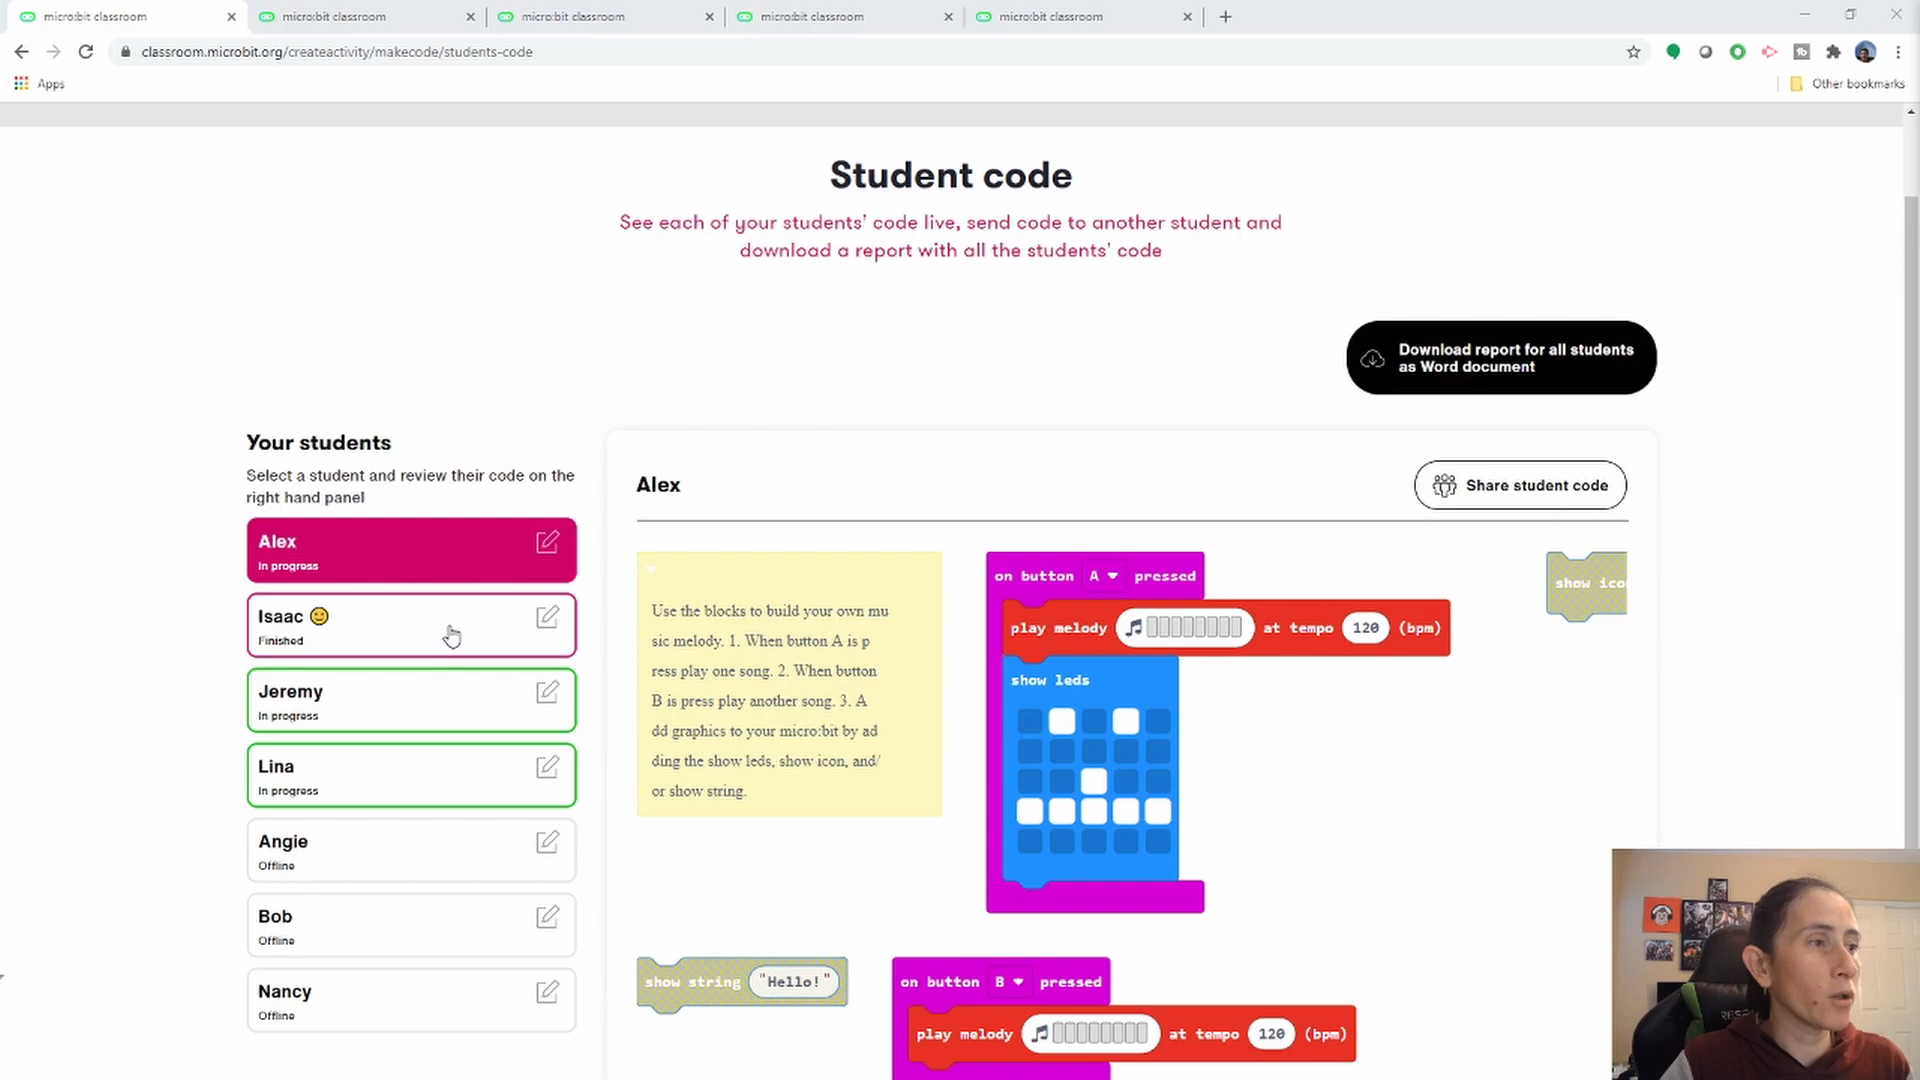 micro:bit classroom
micro:bit classroom
micro:bit classroom
micro:bit classroom
micro:bit classroom
classroom.microbit.org/createactivity/makecode/students-code
Apps
Other bookmarks
Student code
See each of your students' code live, send code to another student and
download a report with all the students' code
Download report for all students
as Word document
Your students
Select a student and review their code on the
right hand panel
Alex
In progress
Isaac
Finished
Jeremy
In progress
Lina
In progress
Angie
Offline
Bob
Offline
Nancy
Offline
Alex
Share student code
Use the blocks to build your own mu
sic melody. 1. When button A is p
ress play one song. 2. When button
B is press play another song. 3. A
dd graphics to your micro:bit by ad
ding the show leds, show icon, and/
or show string.
on button A pressed
play melody at tempo 120 (bpm)
show leds
show ico
show string "Hello!"
on button B pressed
play melody at tempo 120 (bpm)